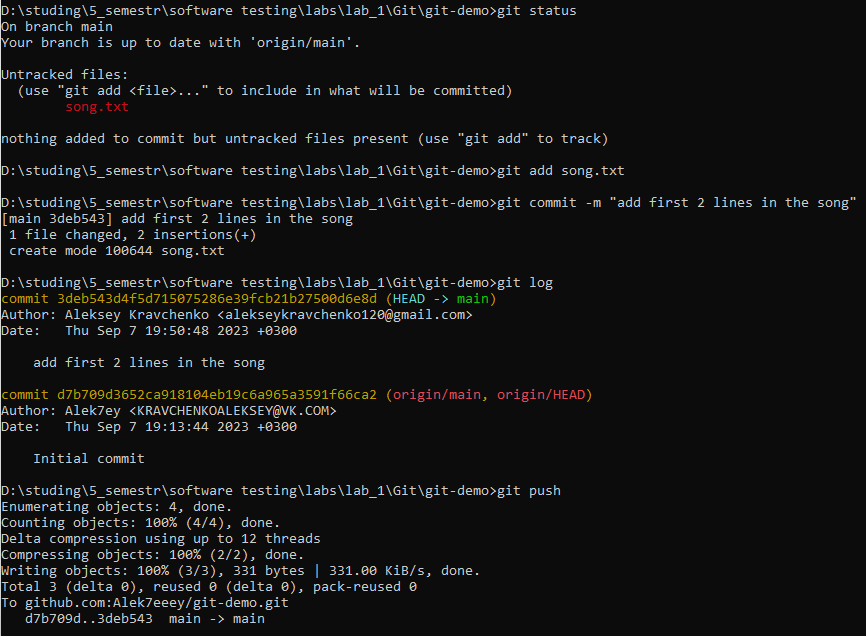 D:\studing\5_semestr\software testing\labs\lab_1\Git\git-demo>git status
On branch main
Your branch is up to date with 'origin/main'.
Untracked files:
(use "git add <file>..." to include in what will be committed)
song.txt
nothing added to commit but untracked files present (use "git add" to track)
D:\studing\5_semestr\software testing\labs\lab_1\Git\git-demo>git add song.txt
D:\studing\5_semestr\software testing\labs\lab_1\Git\git-demo>git commit -m "add first 2 lines in the song"
[main 3deb543] add first 2 lines in the song
1 file changed, 2 insertions(+)
create mode 100644 song.txt
D:\studing\5_semestr\software testing\labs\lab_1\Git\git-demo>git log
commit 3deb543d4f5d715075286e39fcb21b27500d6e8d (HEAD -> main)
Author: Aleksey Kravchenko <alekseykravchenko120@gmail.com>
Date:   Thu Sep 7 19:50:48 2023 +0300
add first 2 lines in the song
commit d7b709d3652ca918104eb19c6a965a3591f66ca2 (origin/main, origin/HEAD)
Author: Alek7ey <KRAVCHENKOALEKSEY@VK.COM>
Date:   Thu Sep 7 19:13:44 2023 +0300
Initial commit
D:\studing\5_semestr\software testing\labs\lab_1\Git\git-demo>git push
Enumerating objects: 4, done.
Counting objects: 100% (4/4), done.
Delta compression using up to 12 threads
Compressing objects: 100% (2/2), done.
Writing objects: 100% (3/3), 331 bytes | 331.00 KiB/s, done.
Total 3 (delta 0), reused 0 (delta 0), pack-reused 0
To github.com:Alek7eeey/git-demo.git
d7b709d..3deb543  main -> main